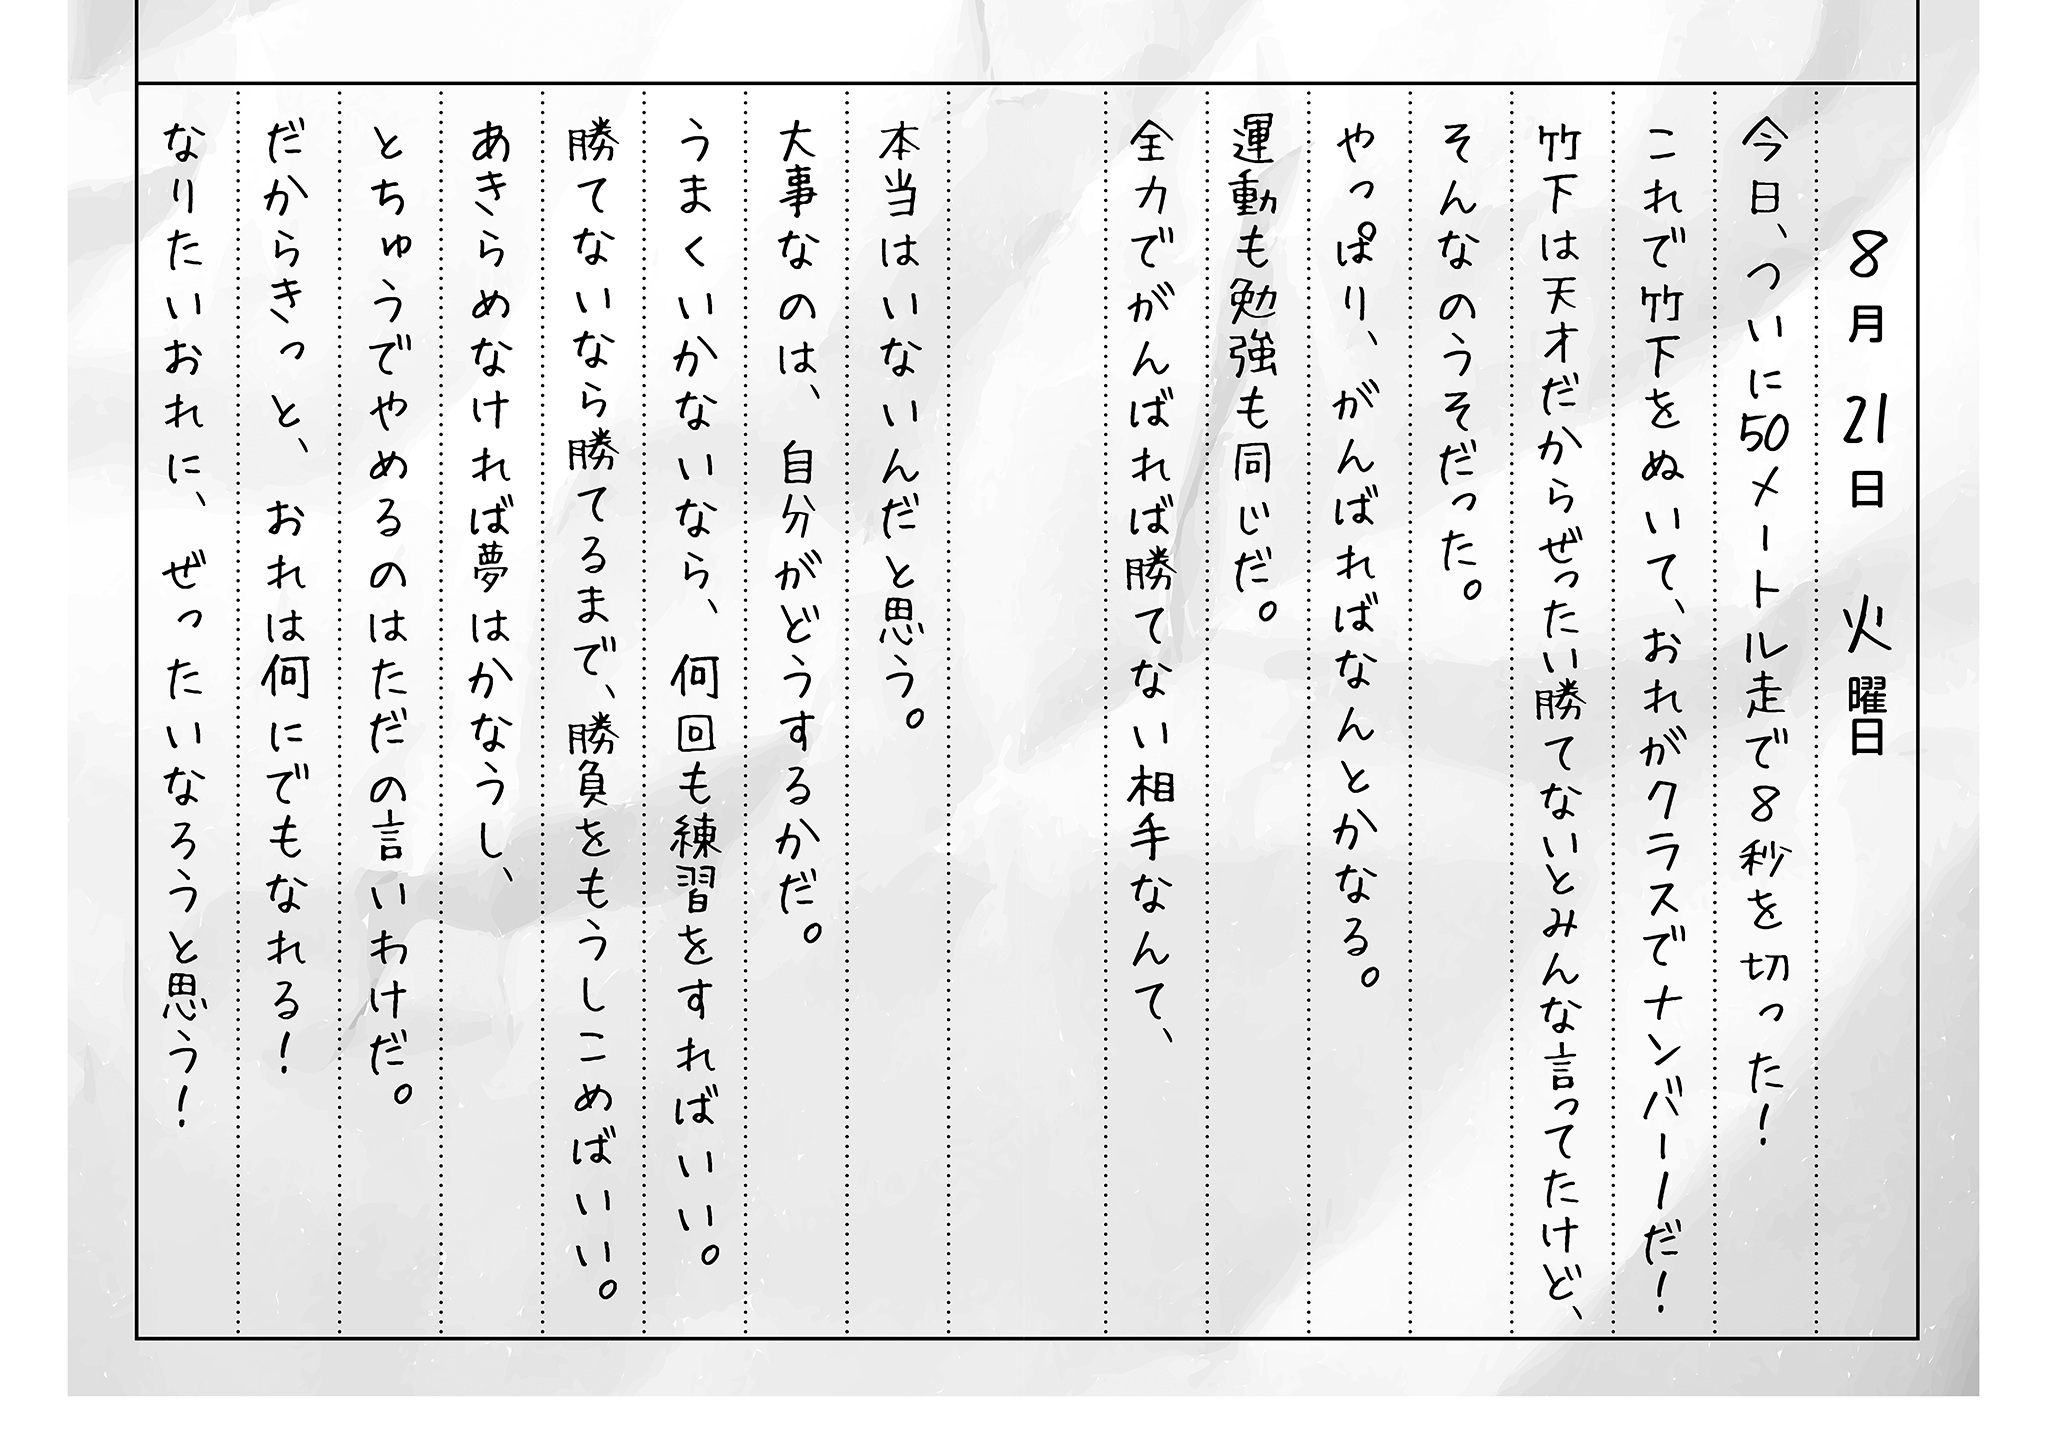 8月21日 火曜日
今日、ついに50メートル走で8秒を切った！
これで竹下をぬいて、おれがクラスでナンバー1だ！
竹下は天才だからぜったい勝てないとみんな言ってたけど、
そんなのうそだった。
やっぱり、がんばればなんとかなる。
運動も勉強も同じだ。
全力でがんばれば勝てない相手なんて、
本当はいないんだと思う。
大事なのは、自分がどうするかだ。
うまくいかないなら、何回も練習をすればいい。
勝てないなら勝てるまで、勝負をもうしこめばいい。
あきらめなければ夢はかなうし、
とちゅうでやめるのはただの言いわけだ。
だからきっと、おれは何にでもなれる！
なりたいおれに、ぜったいなろうと思う！